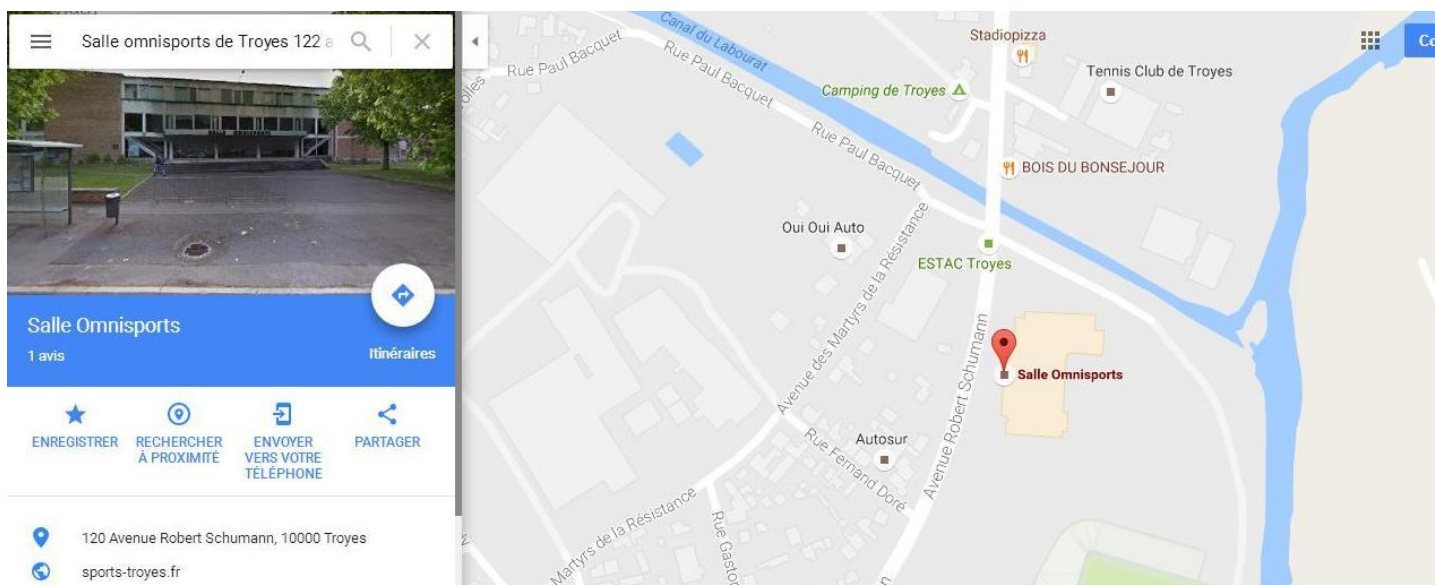 Salle omnisports de Troyes 122 a
Salle Omnisports
1 avis
Itinéraires
ENREGISTRER
RECHERCHER
À PROXIMITÉ
ENVOYER
VERS VOTRE
TÉLÉPHONE
PARTAGER
120 Avenue Robert Schumann, 10000 Troyes
sports-troyes.fr
Canal du Labourat
Rue Paul Bacquet
Rue Paul Bacquet
Rue Paul Bacquet
Stadiopizza
Tennis Club de Troyes
Camping de Troyes
BOIS DU BONSEJOUR
Oui Oui Auto
ESTAC Troyes
Avenue des Martyrs de la Résistance
Avenue Robert Schumann
Salle Omnisports
Autosur
Rue Fernand Doré
Martyrs de la Résistance
Rue Gaston
Co